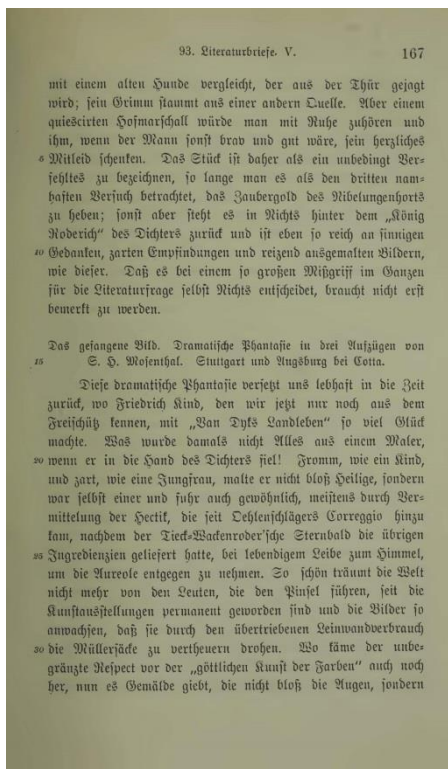 93. Literaturbriefe. V. 167
mit einem alten Hunde vergleicht, der aus der Thür gejagt
wird; sein Grimm stammt aus einer andern Quelle. Aber einem
quiescirten Hofmarschall würde man mit Ruhe zuhören und
ihm, wenn der Mann sonst brav und gut wäre, sein herzliches
5 Mitleid schenken. Das Stück ist daher als ein unbedingt Ver-
fehltes zu bezeichnen, so lange man es als den dritten nam-
haften Versuch betrachtet, das Zaubergold des Nibelungenhorts
zu heben; sonst aber steht es in Nichts hinter dem „König
Roderich“ des Dichters zurück und ist eben so reich an sinnigen
10 Gedanken, zarten Empfindungen und reizend ausgemalten Bildern,
wie dieser. Daß es bei einem so großen Mißgriff im Ganzen
für die Literaturfrage selbst Nichts entscheidet, braucht nicht erst
bemerkt zu werden.
Das gefangene Bild. Dramatische Phantasie in drei Aufzügen von
15 S. H. Mosenthal. Stuttgart und Augsburg bei Cotta.
Diese dramatische Phantasie versetzt uns lebhaft in die Zeit
zurück, wo Friedrich Kind, den wir jetzt nur noch aus dem
Freischütz kennen, mit „Van Dyks Landleben“ so viel Glück
machte. Was wurde damals nicht Alles aus einem Maler,
20 wenn er in die Hand des Dichters fiel! Fromm, wie ein Kind,
und zart, wie eine Jungfrau, malte er nicht bloß Heilige, sondern
war selbst einer und fuhr auch gewöhnlich, meistens durch Ver-
mittelung der Hectik, die seit Oehlenschlägers Correggio hinzu
kam, nachdem der Tieck-Wackenroder'sche Sternbald die übrigen
25 Ingredienzien geliefert hatte, bei lebendigem Leibe zum Himmel,
um die Aureole entgegen zu nehmen. So schön träumt die Welt
nicht mehr von den Leuten, die den Pinsel führen, seit die
Kunstausstellungen permanent geworden sind und die Bilder so
anwachsen, daß sie durch den übertriebenen Leinwandverbrauch
30 die Müllersäcke zu vertheuern drohen. Wo käme der unbe-
gränzte Respect vor der „göttlichen Kunst der Farben“ auch noch
her, nun es Gemälde giebt, die nicht bloß die Augen, sondern